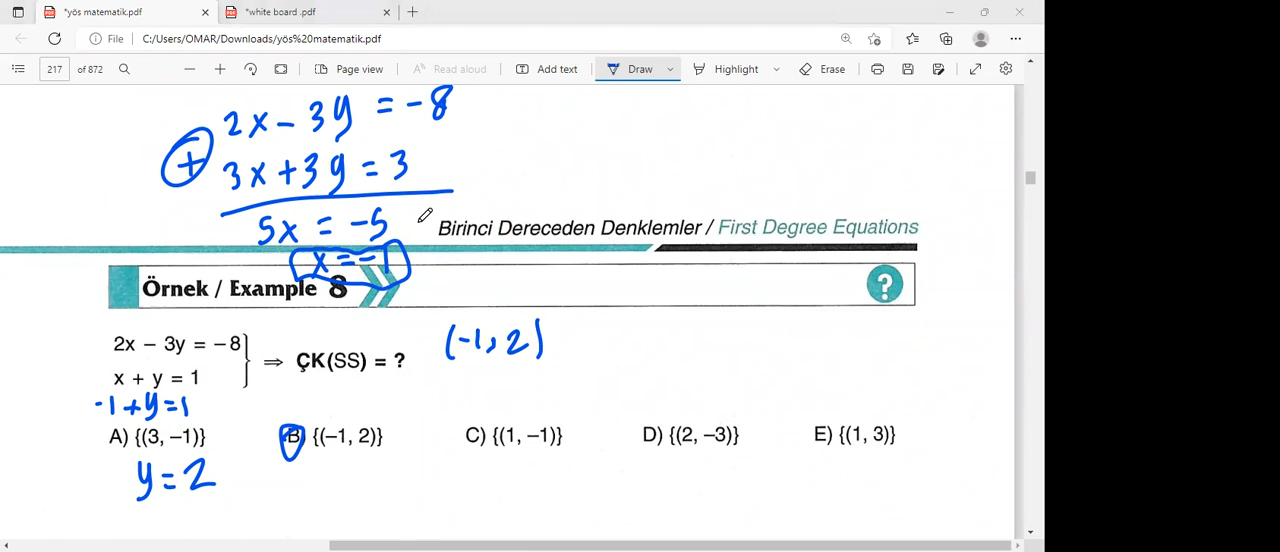 *yös matematik.pdf
*white board .pdf
File C:/Users/OMAR/Downloads/yös%20matematik.pdf
217 of 872 Page view Read aloud Add text Draw Highlight Erase
2x - 3y = -8
+ 3x + 3y = 3
5x = -5
x = -1
Birinci Dereceden Denklemler / First Degree Equations
Örnek / Example 8 ?
2x − 3y = −8
x + y = 1
⇒ ÇK(SS) = ?
(-1, 2)
-1 + y = 1
A) {(3, −1)} B) {(−1, 2)} C) {(1, −1)} D) {(2, −3)} E) {(1, 3)}
y = 2